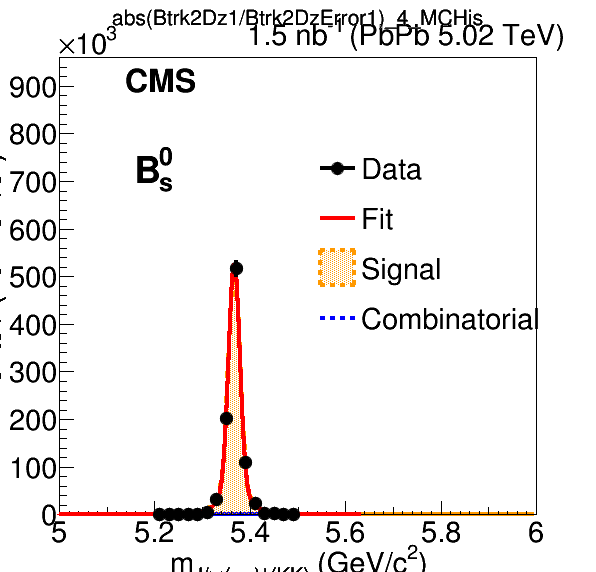 abs(Btrk2Dz1/Btrk2DzError1)_4_MCHis
×10³
1.5 nb⁻¹ (PbPb 5.02 TeV)
CMS
B⁰ₛ
Data
Fit
Signal
Combinatorial
900
800
700
600
500
400
300
200
100
0
5 5.2 5.4 5.6 5.8 6
(GeV/c²)